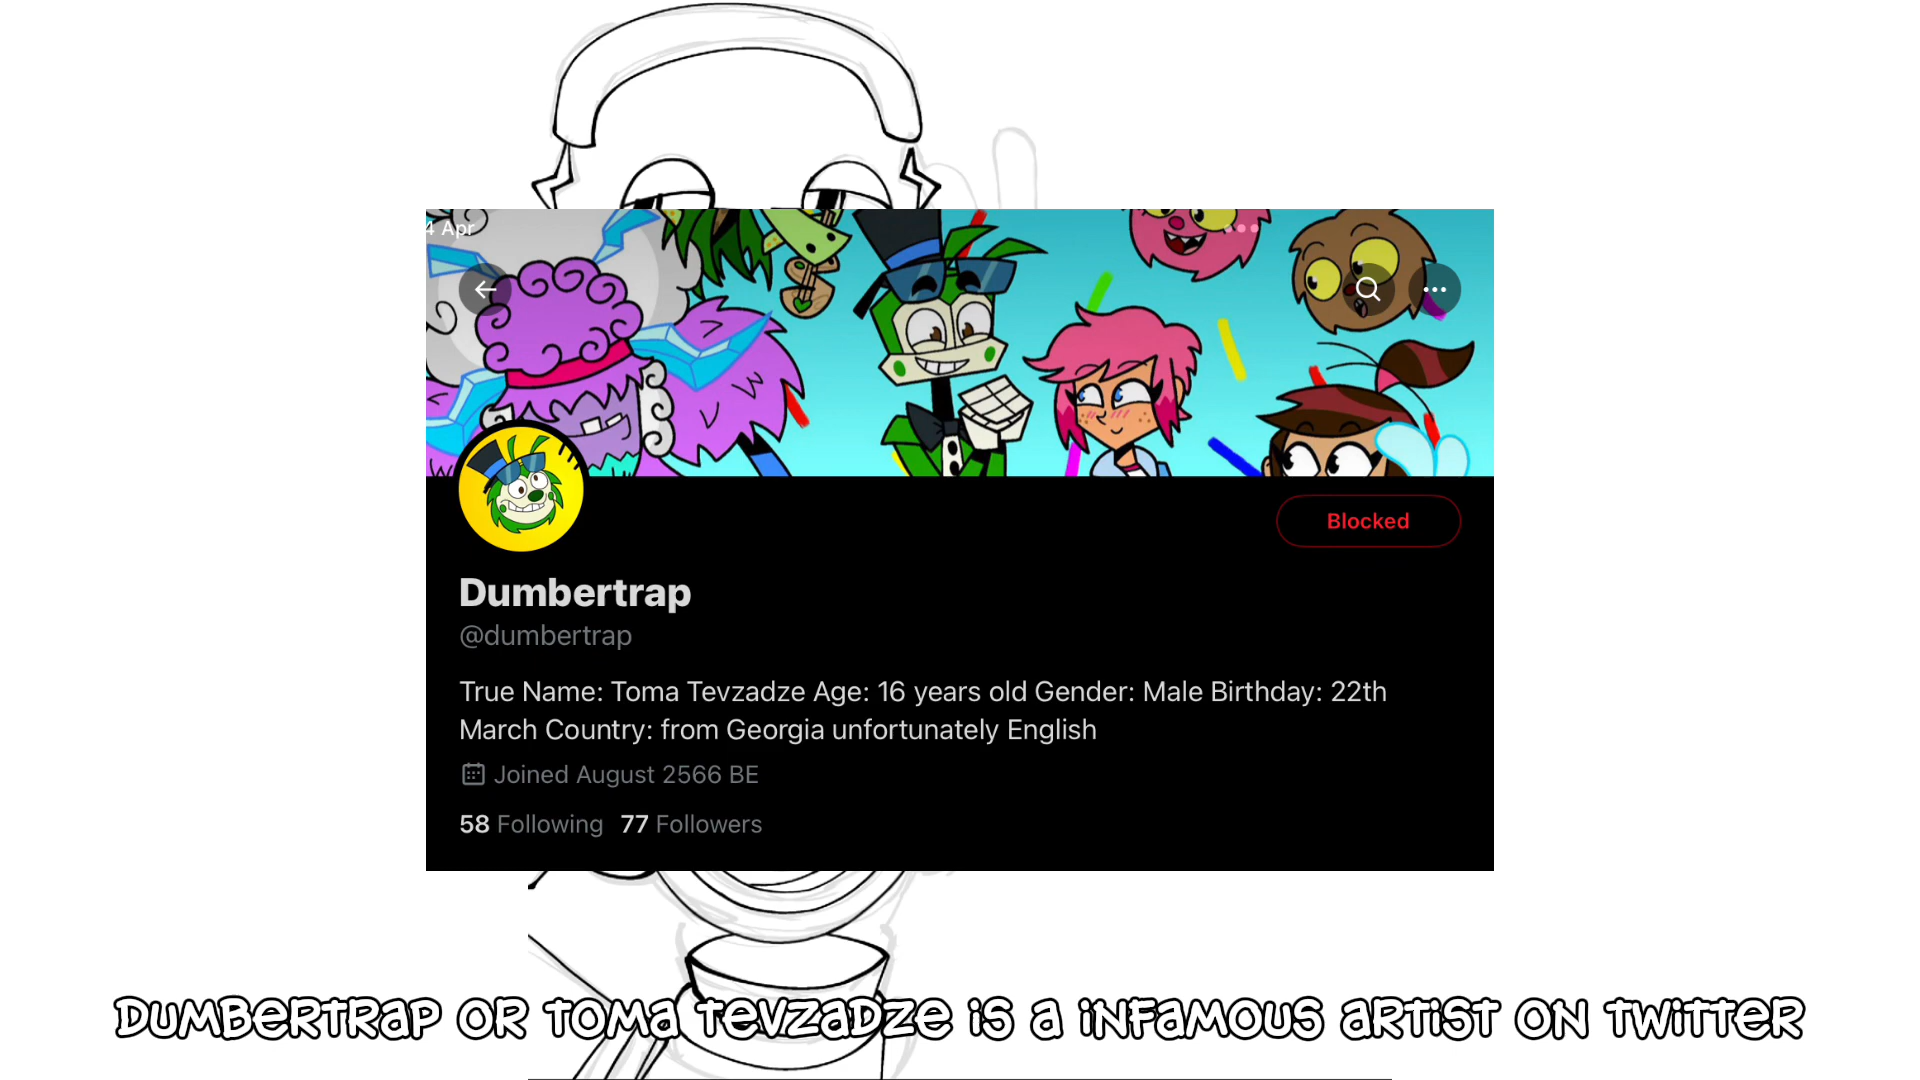 4 Apr
Blocked
Dumbertrap
@dumbertrap
True Name: Toma Tevzadze Age: 16 years old Gender: Male Birthday: 22th
March Country: from Georgia unfortunately English
Joined August 2566 BE
58 Following 77 Followers
DUMBERTRAP OR TOMA TEVZADZE IS A INFAMOUS ARTIST ON TWITTER